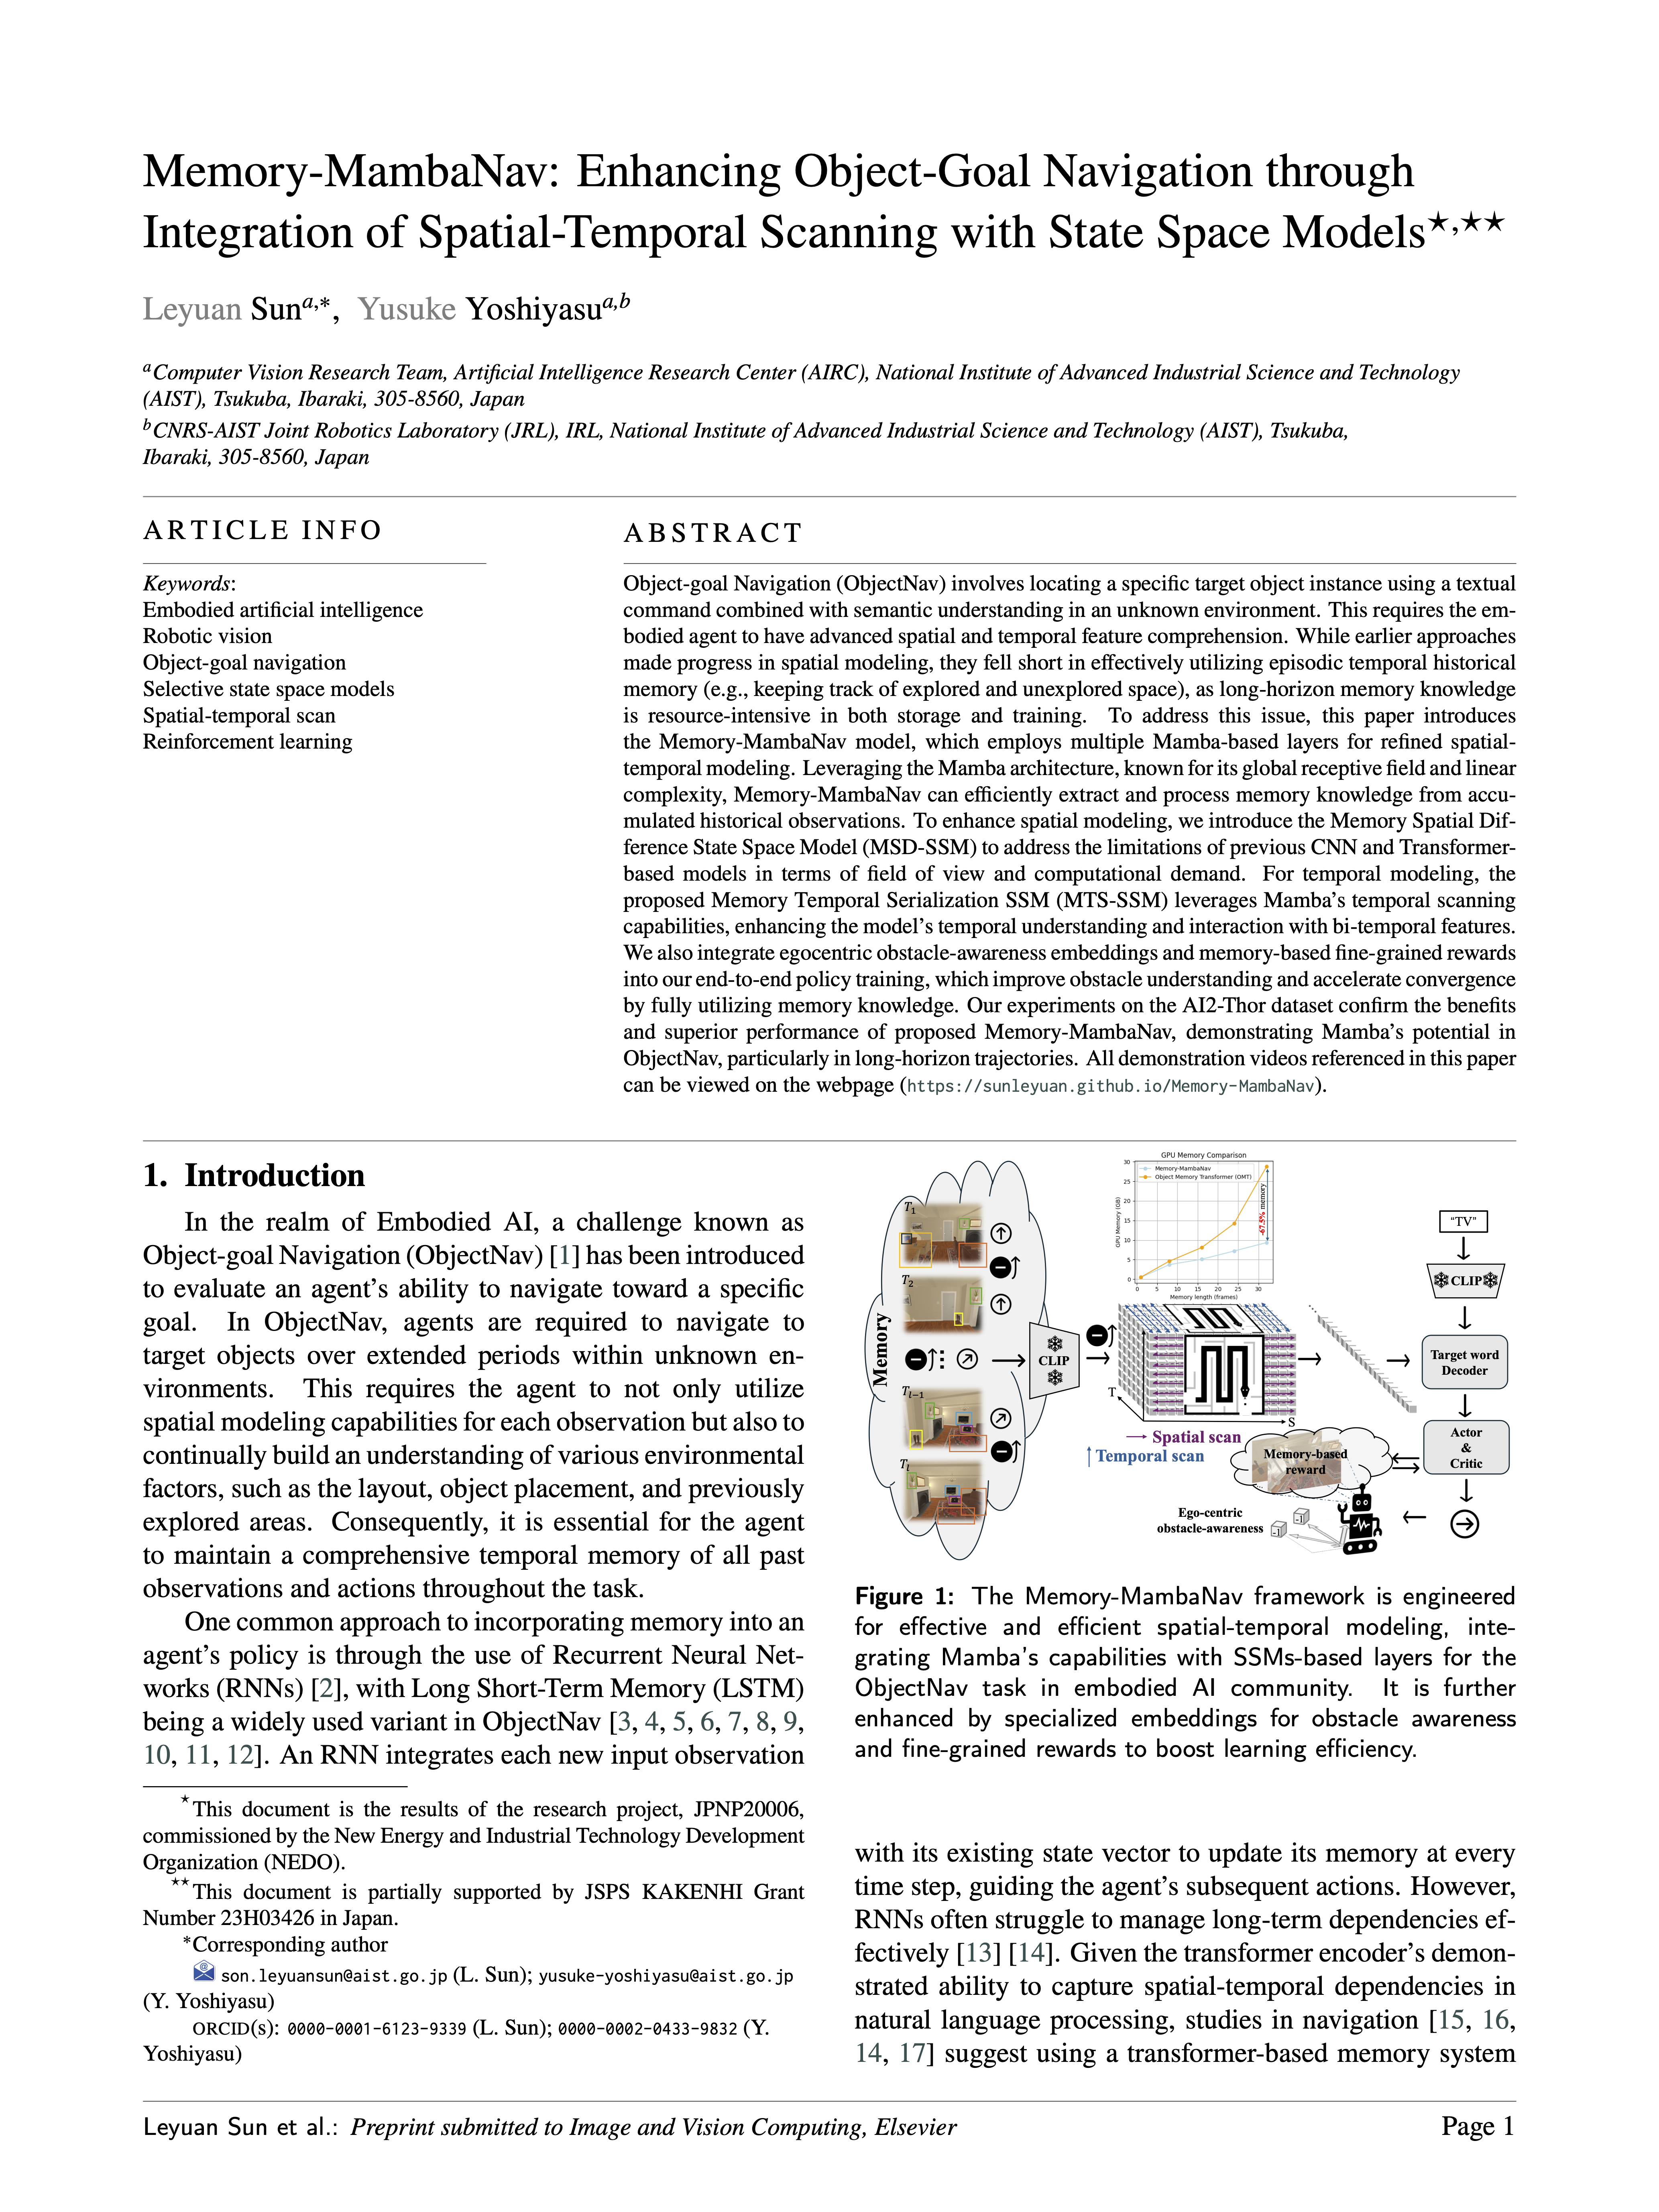 Memory-MambaNav: Enhancing Object-Goal Navigation through
Integration of Spatial-Temporal Scanning with State Space Models⋆,⋆⋆
Leyuan Sun^{a,∗}, Yusuke Yoshiyasu^{a,b}
^aComputer Vision Research Team, Artificial Intelligence Research Center (AIRC), National Institute of Advanced Industrial Science and Technology
(AIST), Tsukuba, Ibaraki, 305-8560, Japan
^bCNRS-AIST Joint Robotics Laboratory (JRL), IRL, National Institute of Advanced Industrial Science and Technology (AIST), Tsukuba,
Ibaraki, 305-8560, Japan
ARTICLE INFO
Keywords:
Embodied artificial intelligence
Robotic vision
Object-goal navigation
Selective state space models
Spatial-temporal scan
Reinforcement learning
ABSTRACT
Object-goal Navigation (ObjectNav) involves locating a specific target object instance using a textual
command combined with semantic understanding in an unknown environment. This requires the em-
bodied agent to have advanced spatial and temporal feature comprehension. While earlier approaches
made progress in spatial modeling, they fell short in effectively utilizing episodic temporal historical
memory (e.g., keeping track of explored and unexplored space), as long-horizon memory knowledge
is resource-intensive in both storage and training. To address this issue, this paper introduces
the Memory-MambaNav model, which employs multiple Mamba-based layers for refined spatial-
temporal modeling. Leveraging the Mamba architecture, known for its global receptive field and linear
complexity, Memory-MambaNav can efficiently extract and process memory knowledge from accu-
mulated historical observations. To enhance spatial modeling, we introduce the Memory Spatial Dif-
ference State Space Model (MSD-SSM) to address the limitations of previous CNN and Transformer-
based models in terms of field of view and computational demand. For temporal modeling, the
proposed Memory Temporal Serialization SSM (MTS-SSM) leverages Mamba's temporal scanning
capabilities, enhancing the model's temporal understanding and interaction with bi-temporal features.
We also integrate egocentric obstacle-awareness embeddings and memory-based fine-grained rewards
into our end-to-end policy training, which improve obstacle understanding and accelerate convergence
by fully utilizing memory knowledge. Our experiments on the AI2-Thor dataset confirm the benefits
and superior performance of proposed Memory-MambaNav, demonstrating Mamba's potential in
ObjectNav, particularly in long-horizon trajectories. All demonstration videos referenced in this paper
can be viewed on the webpage (https://sunleyuan.github.io/Memory-MambaNav).
1. Introduction
In the realm of Embodied AI, a challenge known as
Object-goal Navigation (ObjectNav) [1] has been introduced
to evaluate an agent's ability to navigate toward a specific
goal. In ObjectNav, agents are required to navigate to
target objects over extended periods within unknown en-
vironments. This requires the agent to not only utilize
spatial modeling capabilities for each observation but also to
continually build an understanding of various environmental
factors, such as the layout, object placement, and previously
explored areas. Consequently, it is essential for the agent
to maintain a comprehensive temporal memory of all past
observations and actions throughout the task.
One common approach to incorporating memory into an
agent's policy is through the use of Recurrent Neural Net-
works (RNNs) [2], with Long Short-Term Memory (LSTM)
being a widely used variant in ObjectNav [3, 4, 5, 6, 7, 8, 9,
10, 11, 12]. An RNN integrates each new input observation
⋆This document is the results of the research project, JPNP20006,
commissioned by the New Energy and Industrial Technology Development
Organization (NEDO).
⋆⋆This document is partially supported by JSPS KAKENHI Grant
Number 23H03426 in Japan.
∗Corresponding author
son.leyuansun@aist.go.jp (L. Sun); yusuke-yoshiyasu@aist.go.jp
(Y. Yoshiyasu)
ORCID(s): 0000-0001-6123-9339 (L. Sun); 0000-0002-0433-9832 (Y.
Yoshiyasu)
GPU Memory Comparison
Memory-MambaNav
Object Memory Transformer (OMT)
GPU Memory (Gb)
30
25
20
15
10
5
0
0 5 10 15 20 25 30
Memory length (frames)
-67.5% memory
Memory
T_1
T_2
T_{t−1}
T_t
CLIP
T
S
Spatial scan
Temporal scan
"TV"
CLIP
Target word
Decoder
Actor
&
Critic
Memory-based
reward
Ego-centric
obstacle-awareness
Figure 1: The Memory-MambaNav framework is engineered
for effective and efficient spatial-temporal modeling, inte-
grating Mamba's capabilities with SSMs-based layers for the
ObjectNav task in embodied AI community. It is further
enhanced by specialized embeddings for obstacle awareness
and fine-grained rewards to boost learning efficiency.
with its existing state vector to update its memory at every
time step, guiding the agent's subsequent actions. However,
RNNs often struggle to manage long-term dependencies ef-
fectively [13] [14]. Given the transformer encoder's demon-
strated ability to capture spatial-temporal dependencies in
natural language processing, studies in navigation [15, 16,
14, 17] suggest using a transformer-based memory system
Leyuan Sun et al.: Preprint submitted to Image and Vision Computing, Elsevier
Page 1